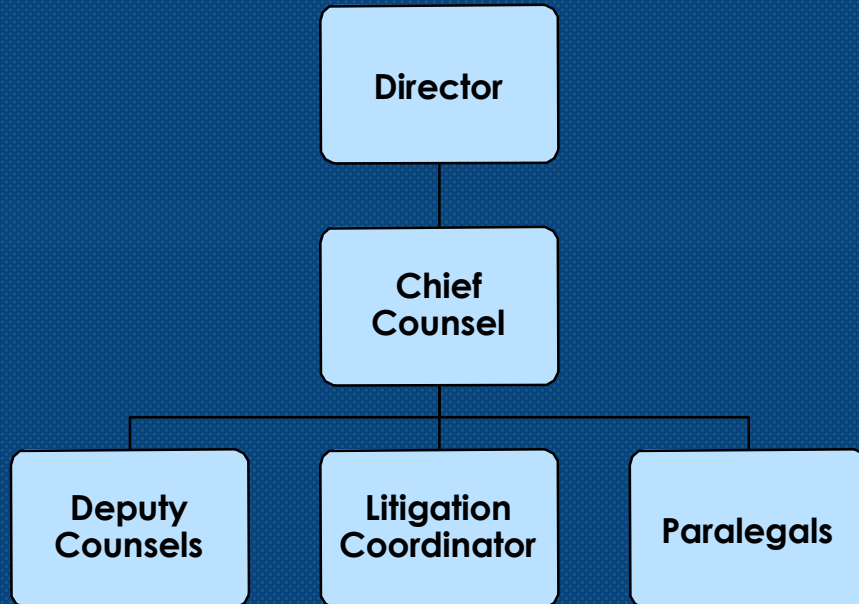 Director
Chief
Counsel
Deputy
Counsels
Litigation
Coordinator
Paralegals